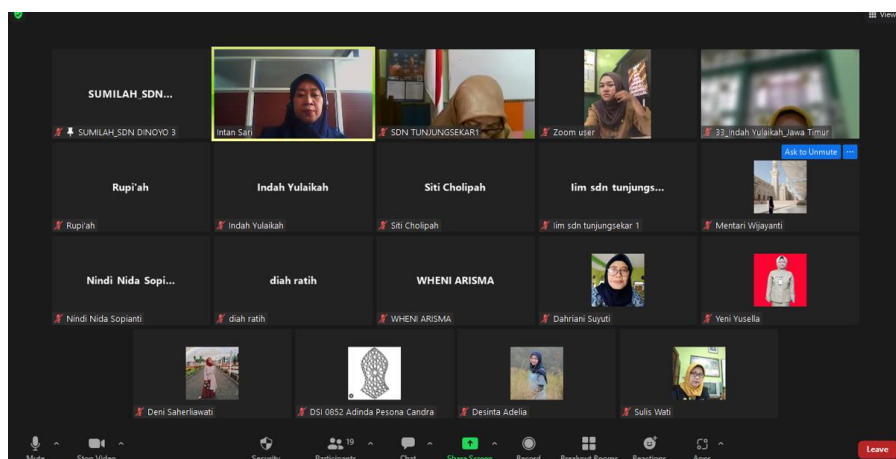 View
SUMILAH_SDN...
SUMILAH_SDN DINOYO 3
Intan Sari
SDN TUNJUNGSEKAR1
Zoom user
33_Indah Yulaikah_Jawa Timur
Ask to Unmute ...
Rupi'ah
Indah Yulaikah
Siti Cholipah
Iim sdn tunjungs...
Rupi'ah
Indah Yulaikah
Siti Cholipah
Iim sdn tunjungsekar 1
Mentari Wijayanti
Nindi Nida Sopi...
diah ratih
WHENI ARISMA
Nindi Nida Sopianti
diah ratih
WHENI ARISMA
Dahriani Suyuti
Yeni Yusella
Deni Saherliawati
DSI 0852 Adinda Pesona Candra
Desinta Adelia
Sulis Wati
19
Mute
Stop Video
Security
Participants
Chat
Share Screen
Record
Breakout Rooms
Reactions
Apps
Leave